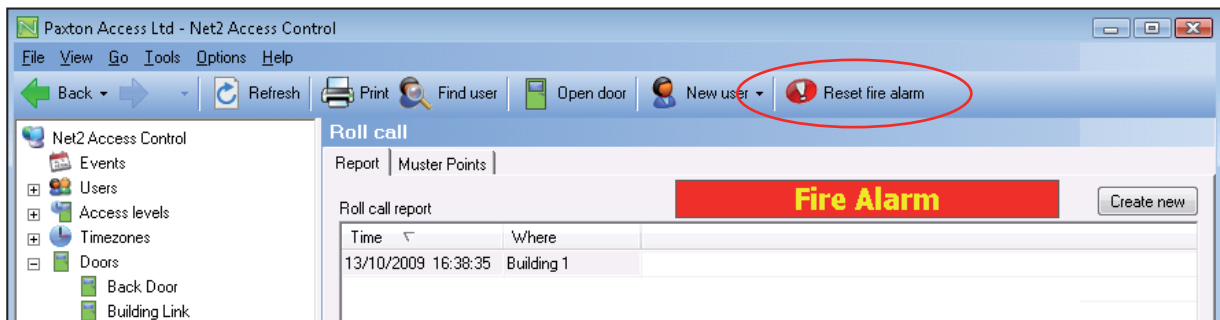 Paxton Access Ltd - Net2 Access Control
File View Go Tools Options Help
Back Refresh Print Find user Open door New user Reset fire alarm
Net2 Access Control
Events
Users
Access levels
Timezones
Doors
Back Door
Building Link
Roll call
Report Muster Points
Roll call report
Fire Alarm
Create new
Time Where
13/10/2009 16:38:35 Building 1